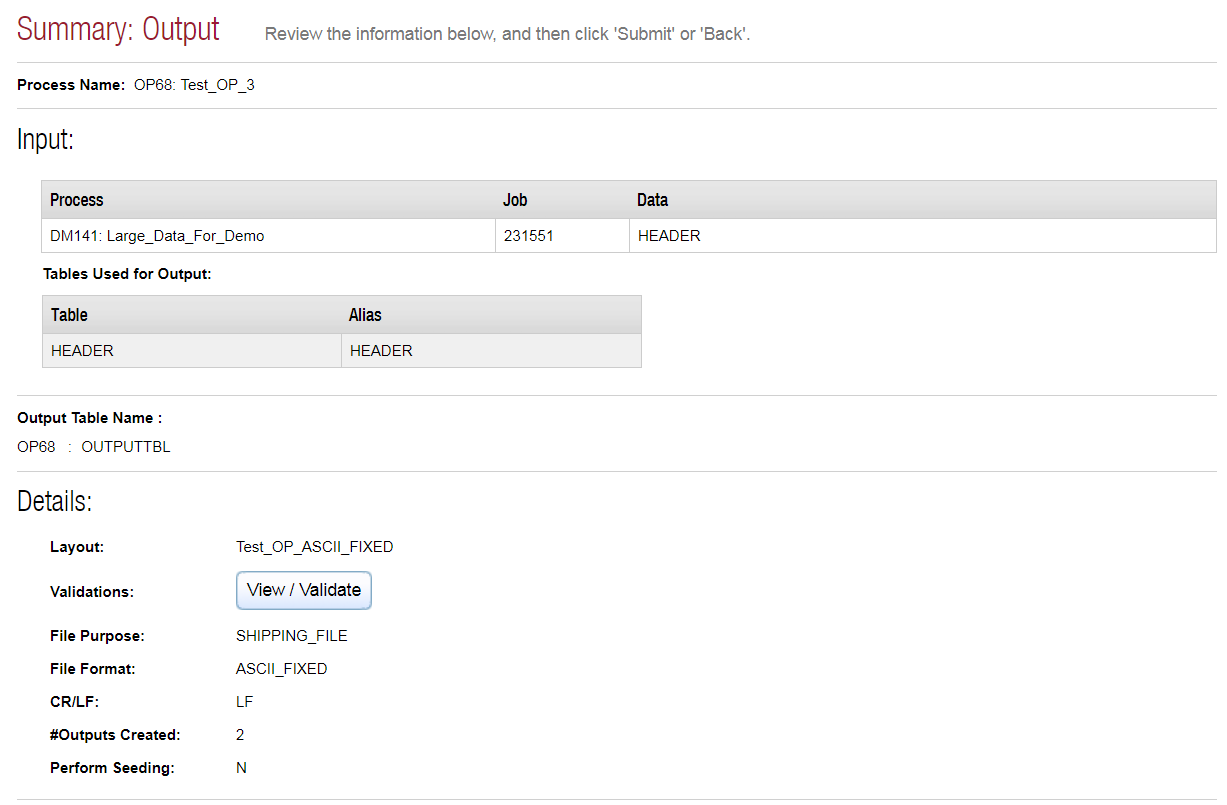 Summary: Output Review the information below, and then click 'Submit' or 'Back'.
Process Name: OP68: Test_OP_3
Input:
Process Job Data
DM141: Large_Data_For_Demo 231551 HEADER
Tables Used for Output:
Table Alias
HEADER HEADER
Output Table Name :
OP68 : OUTPUTTBL
Details:
Layout: Test_OP_ASCII_FIXED
Validations: View / Validate
File Purpose: SHIPPING_FILE
File Format: ASCII_FIXED
CR/LF: LF
#Outputs Created: 2
Perform Seeding: N